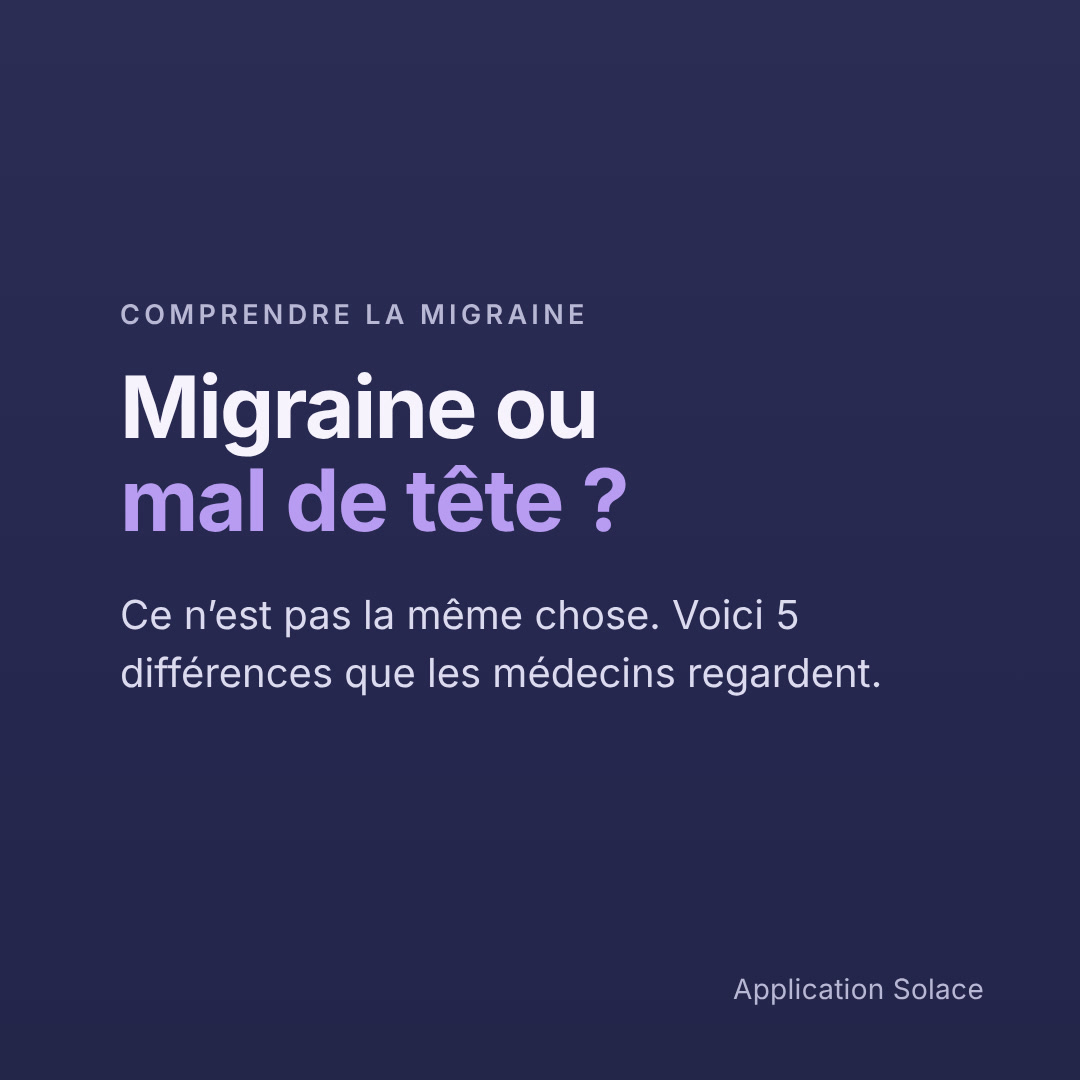 COMPRENDRE LA MIGRAINE
Migraine ou
mal de tête ?
Ce n’est pas la même chose. Voici 5
différences que les médecins regardent.
Application Solace